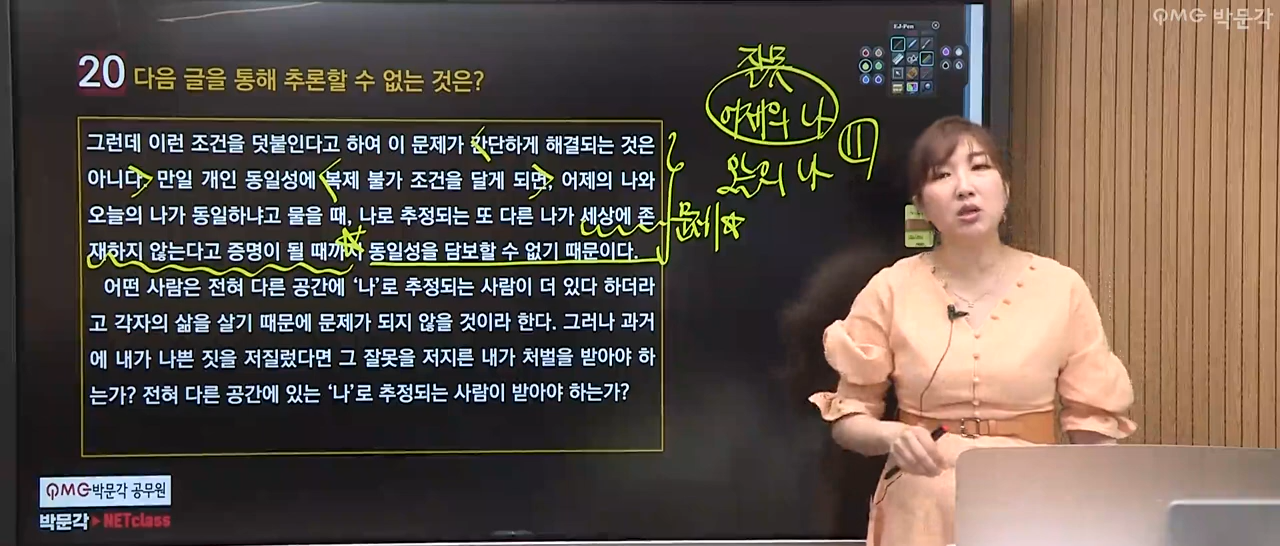 QMG 박문각
EJ-Pen
20 다음 글을 통해 추론할 수 없는 것은?
잘못
어제의 나
오늘의 나
문제
그런데 이런 조건을 덧붙인다고 하여 이 문제가 간단하게 해결되는 것은
아니다. 만일 개인 동일성에 복제 불가 조건을 달게 되면, 어제의 나와
오늘의 나가 동일하냐고 물을 때, 나로 추정되는 또 다른 나가 세상에 존
재하지 않는다고 증명이 될 때까지 동일성을 담보할 수 없기 때문이다.
어떤 사람은 전혀 다른 공간에 '나'로 추정되는 사람이 더 있다 하더라
고 각자의 삶을 살기 때문에 문제가 되지 않을 것이라 한다. 그러나 과거
에 내가 나쁜 짓을 저질렀다면 그 잘못을 저지른 내가 처벌을 받아야 하
는가? 전혀 다른 공간에 있는 '나'로 추정되는 사람이 받아야 하는가?
QMG 박문각 공무원
박문각 NETclass